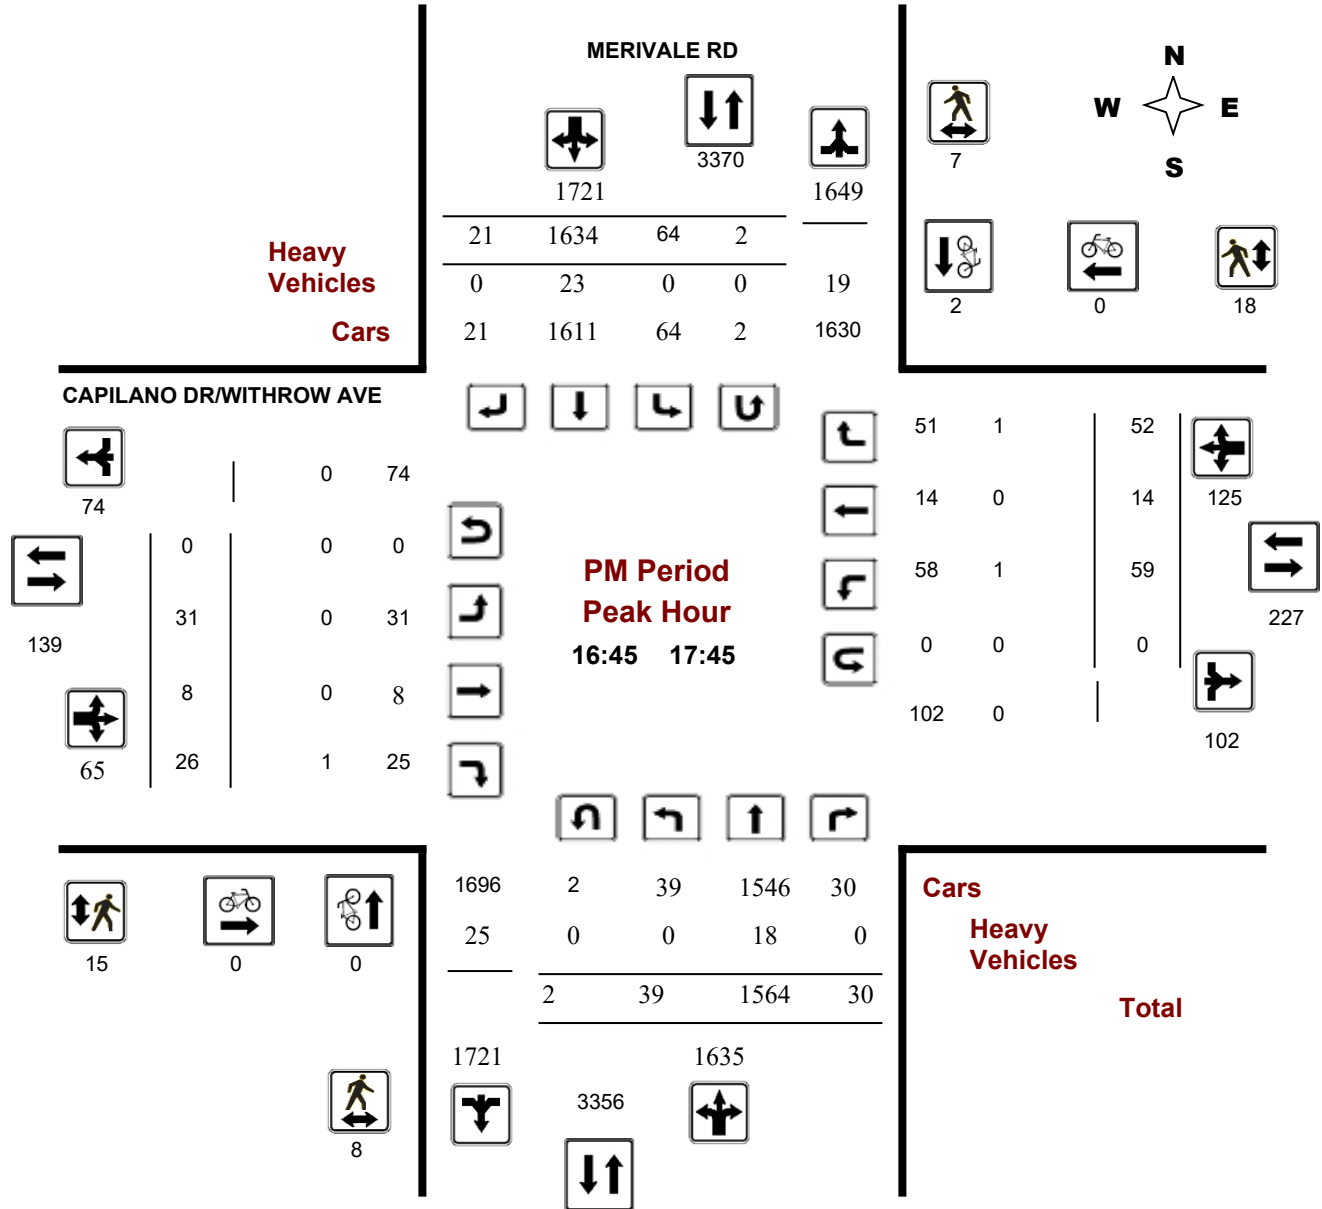 MERIVALE RD
N
W E
S
3370
7
1721 1649
21 1634 64 2
Heavy
Vehicles
0 23 0 0 19
2 0 18
Cars
21 1611 64 2 1630
CAPILANO DR/WITHROW AVE
51 1 52
0 74
74
14 0 14 125
0 0 0
PM Period
58 1 59
Peak Hour
31 0 31
227
139
16:45 17:45
0 0 0
8 0 8
102 0
102
65
26 1 25
1696 2 39 1546 30
Cars
25 0 0 18 0
Heavy
Vehicles
15 0 0
2 39 1564 30
Total
1721 1635
3356
8